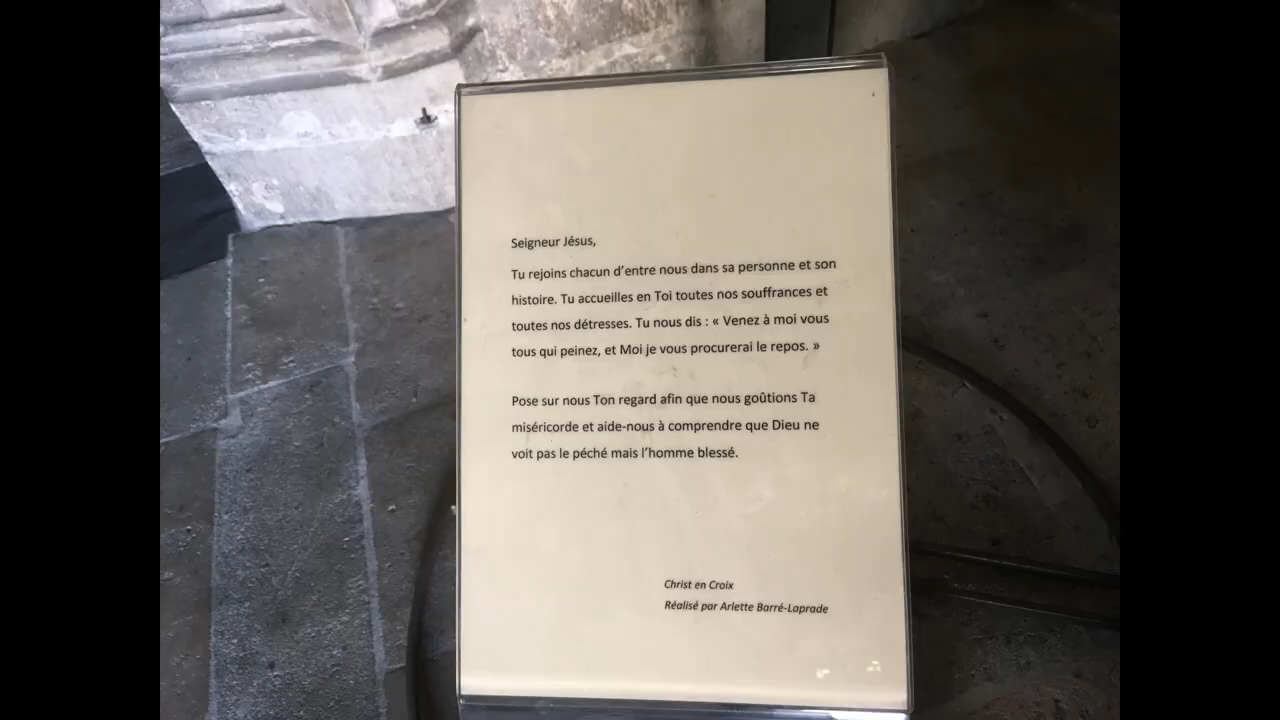 Seigneur Jésus,
Tu rejoins chacun d'entre nous dans sa personne et son
histoire. Tu accueilles en Toi toutes nos souffrances et
toutes nos détresses. Tu nous dis : « Venez à moi vous
tous qui peinez, et Moi je vous procurerai le repos. »
Pose sur nous Ton regard afin que nous goûtions Ta
miséricorde et aide-nous à comprendre que Dieu ne
voit pas le péché mais l'homme blessé.
Christ en Croix
Réalisé par Arlette Barré-Laprade